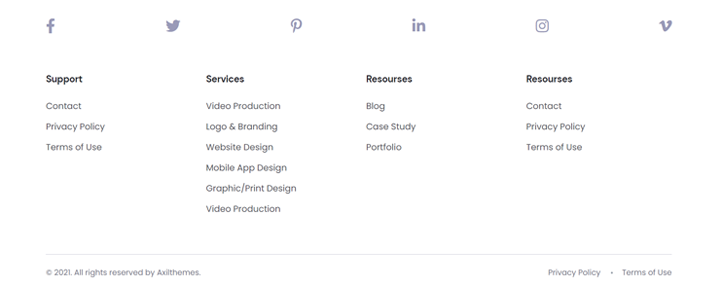 Support
Contact
Privacy Policy
Terms of Use
Services
Video Production
Logo & Branding
Website Design
Mobile App Design
Graphic/Print Design
Video Production
Resourses
Blog
Case Study
Portfolio
Resourses
Contact
Privacy Policy
Terms of Use
© 2021. All rights reserved by Axilthemes.
Privacy Policy • Terms of Use